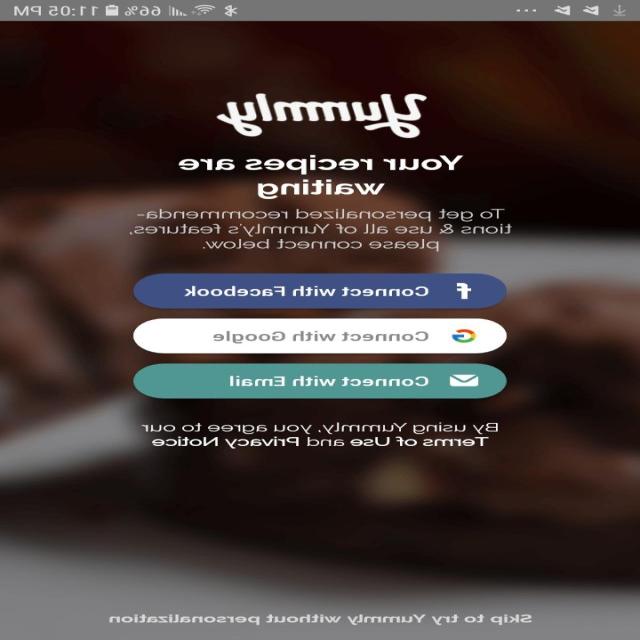 11:05 PM
66%
Yummly
Your recipes are
waiting
To get personalized recommenda-
tions & use all of Yummly's features,
please connect below.
Connect with Facebook
Connect with Google
Connect with Email
By using Yummly, you agree to our
Terms of Use and Privacy Notice
Skip to try Yummly without personalization